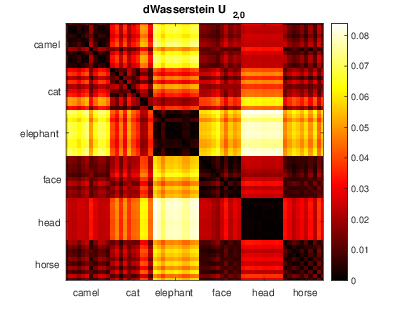 dWasserstein U 2,0
camel
cat
elephant
face
head
horse
camel cat elephant face head horse
0.08
0.07
0.06
0.05
0.04
0.03
0.02
0.01
0